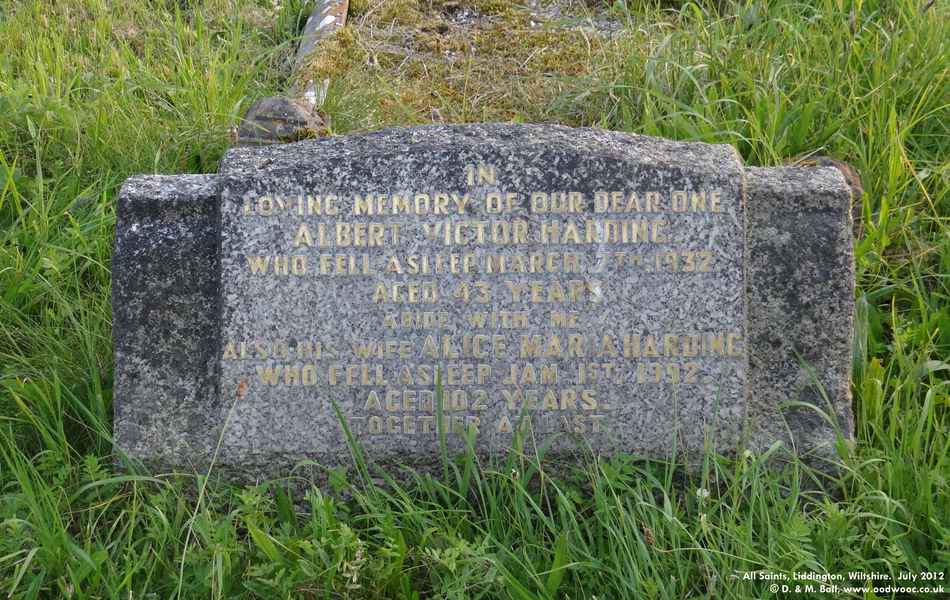 IN
LOVING MEMORY OF OUR DEAR ONE
ALBERT VICTOR HARDING
WHO FELL ASLEEP MARCH 7TH, 1932
AGED 43 YEARS
ABIDE WITH ME
ALSO HIS WIFE ALICE MARIA HARDING
WHO FELL ASLEEP JAN. 1ST, 1992.
AGED 102 YEARS.
TOGETHER AT LAST.
All Saints, Liddington, Wiltshire. July 2012
© D. & M. Ball, www.oodwooc.co.uk